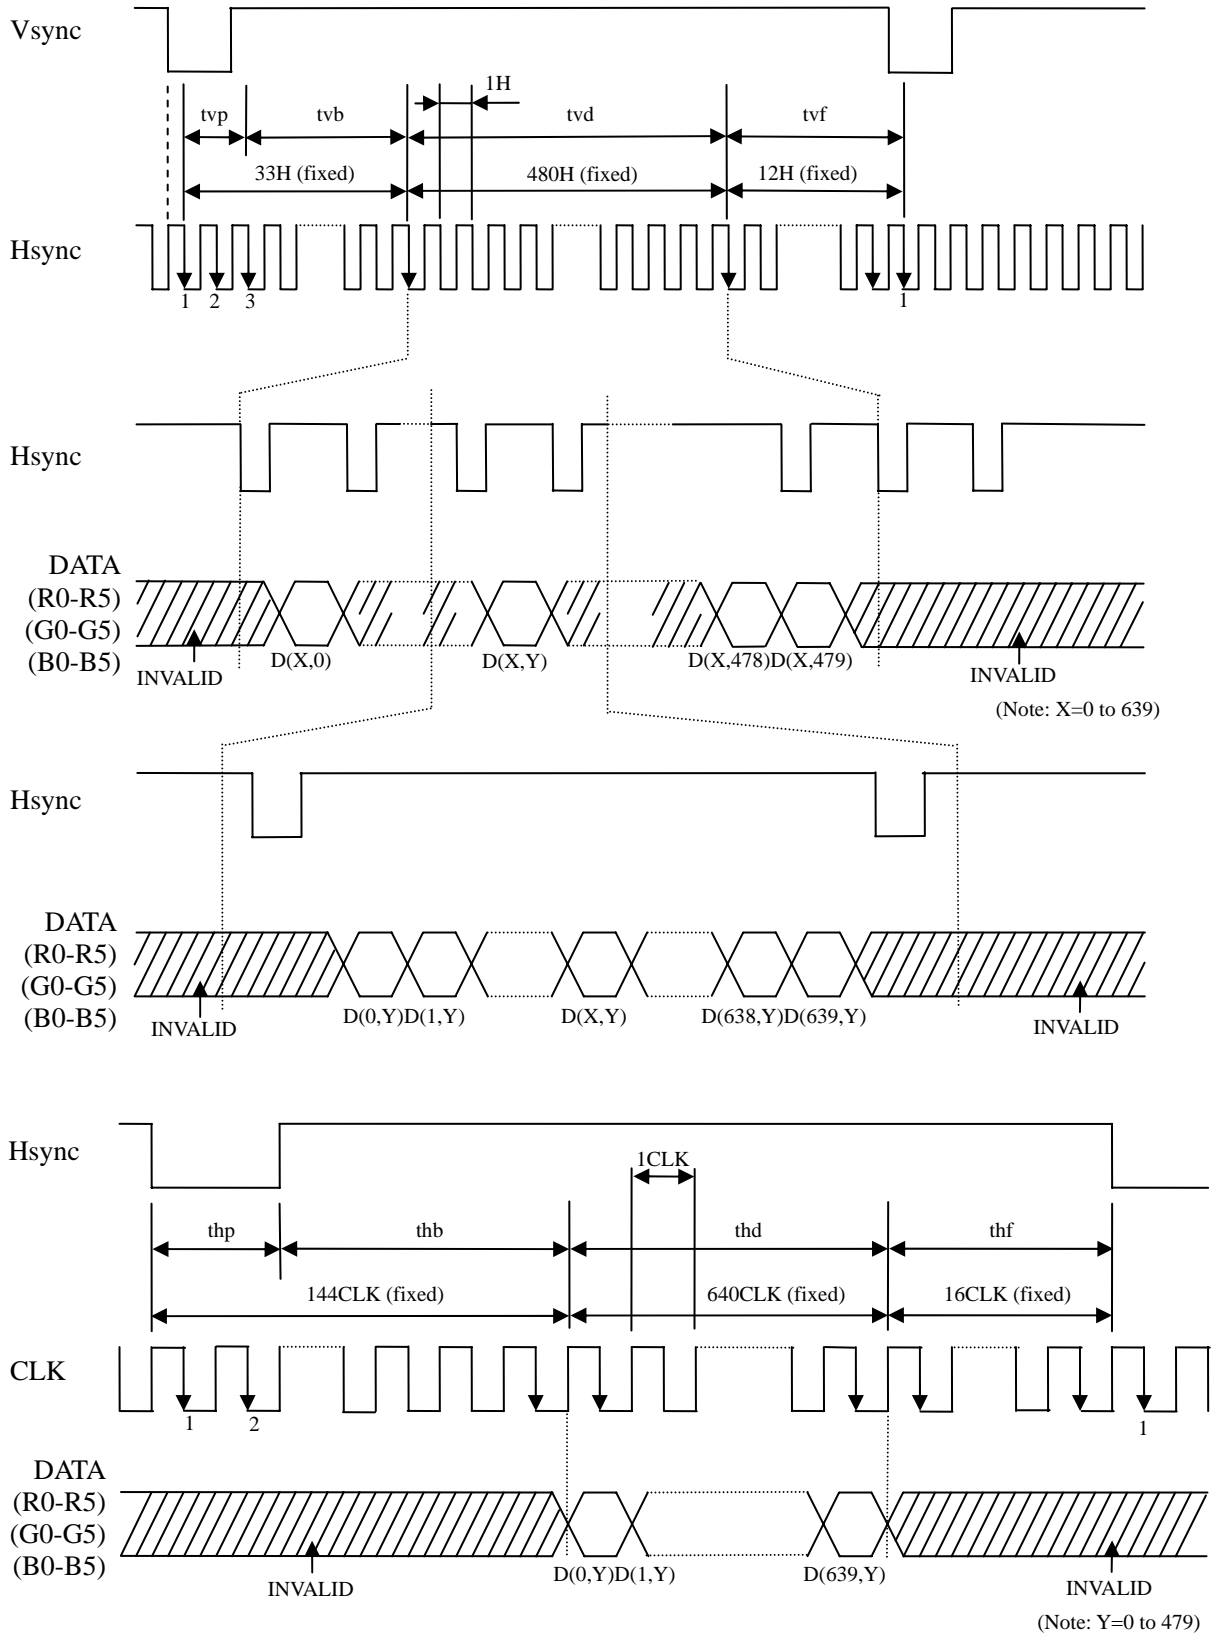 Vsync
1H
tvp tvb tvd tvf
33H (fixed) 480H (fixed) 12H (fixed)
Hsync
1 2 3 1
Hsync
DATA
(R0-R5)
(G0-G5)
(B0-B5)
D(X,0) D(X,Y) D(X,478)D(X,479)
INVALID INVALID
(Note: X=0 to 639)
Hsync
DATA
(R0-R5)
(G0-G5)
(B0-B5)
D(0,Y)D(1,Y) D(X,Y) D(638,Y)D(639,Y)
INVALID INVALID
Hsync
1CLK
thp thb thd thf
144CLK (fixed) 640CLK (fixed) 16CLK (fixed)
CLK
1 2 1
DATA
(R0-R5)
(G0-G5)
(B0-B5)
D(0,Y)D(1,Y) D(639,Y)
INVALID INVALID
(Note: Y=0 to 479)